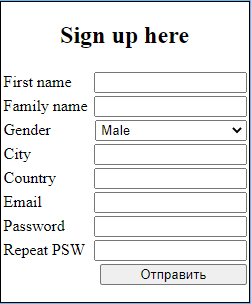 Sign up here
First name
Family name
Gender Male
City
Country
Email
Password
Repeat PSW
Отправить